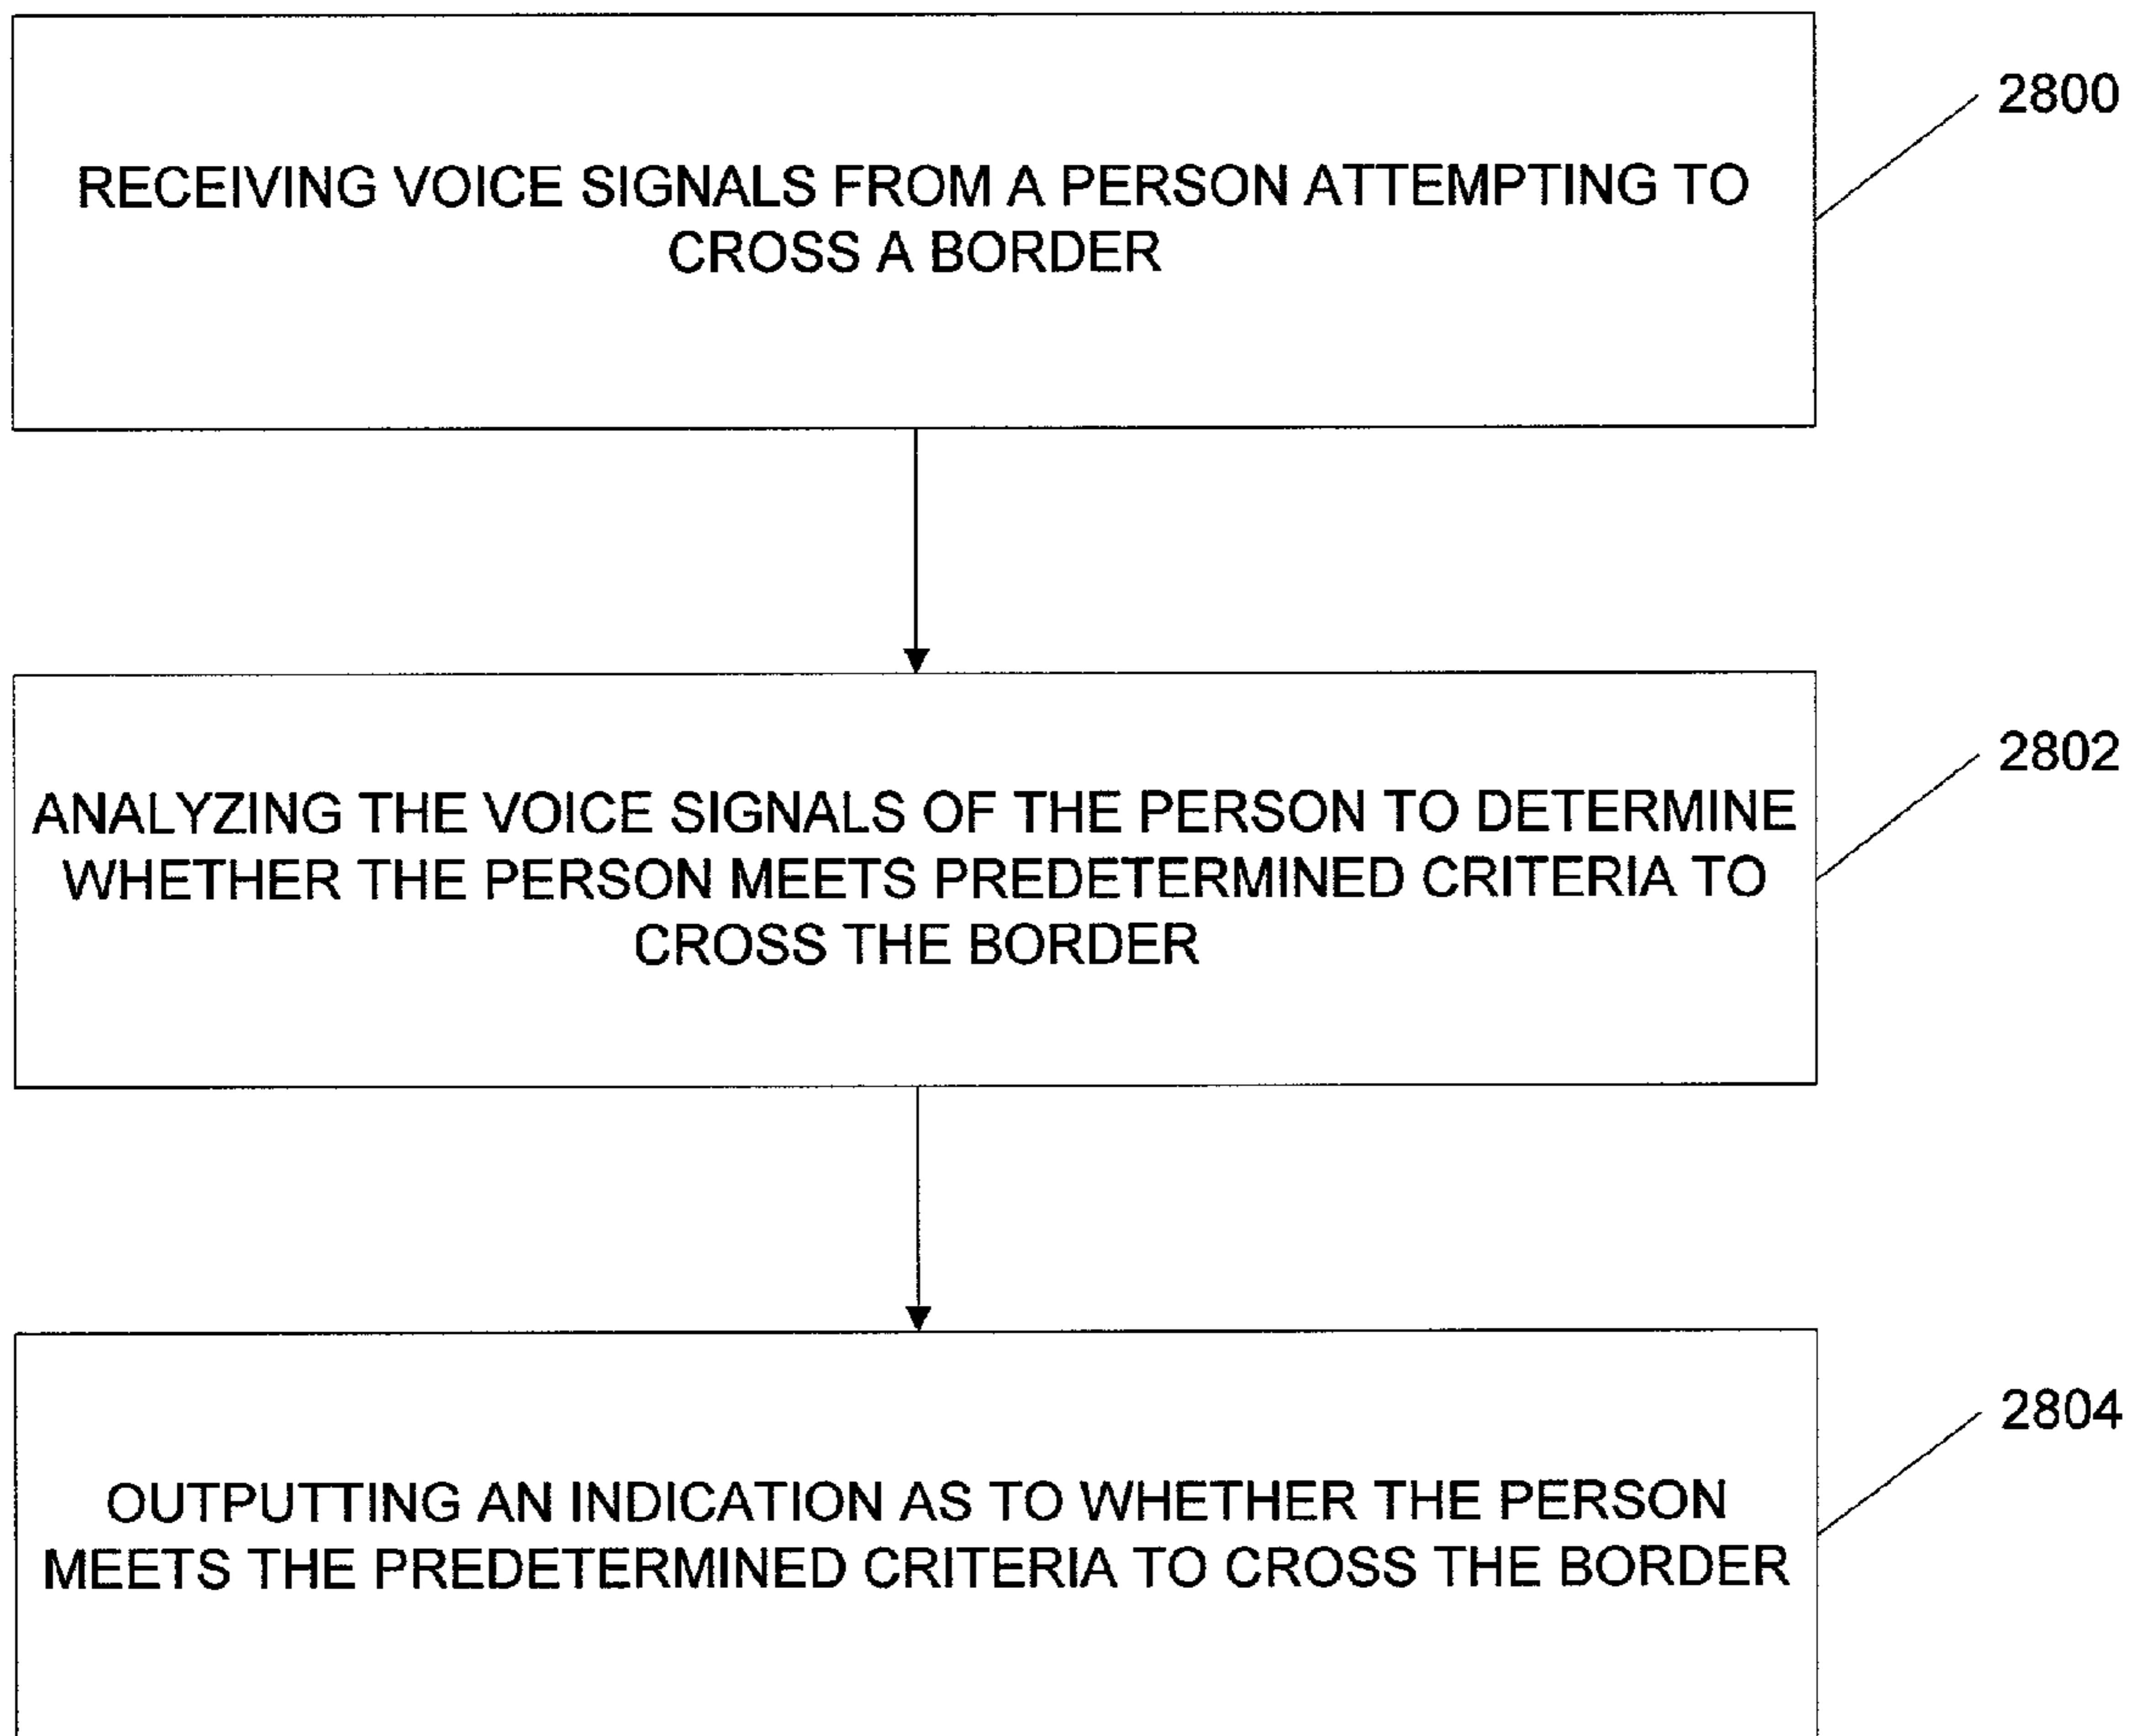 RECEIVING VOICE SIGNALS FROM A PERSON ATTEMPTING TO
CROSS A BORDER
2800
ANALYZING THE VOICE SIGNALS OF THE PERSON TO DETERMINE
WHETHER THE PERSON MEETS PREDETERMINED CRITERIA TO
CROSS THE BORDER
2802
OUTPUTTING AN INDICATION AS TO WHETHER THE PERSON
MEETS THE PREDETERMINED CRITERIA TO CROSS THE BORDER
2804